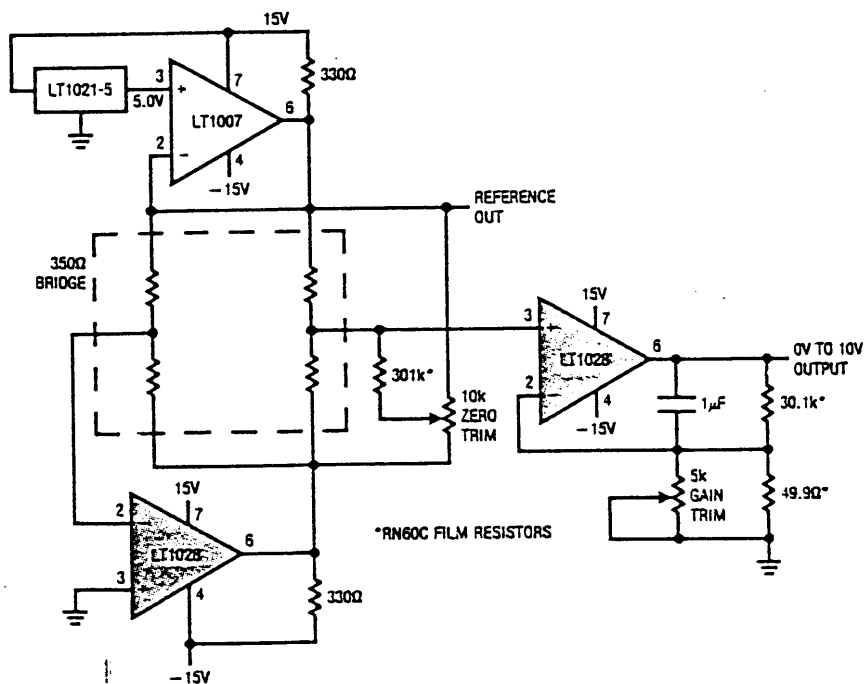 15V
330Ω
LT1021-5
3
+
7
5.0V
LT1007
6
2
−
4
−15V
REFERENCE
OUT
350Ω
BRIDGE
15V
3
+
7
LT1028
6
0V TO 10V
OUTPUT
301k*
10k
ZERO
TRIM
2
−
4
−15V
1μF
30.1k*
5k
GAIN
TRIM
49.9Ω*
15V
2
−
7
LT1028
6
*RN60C FILM RESISTORS
3
+
4
330Ω
−15V